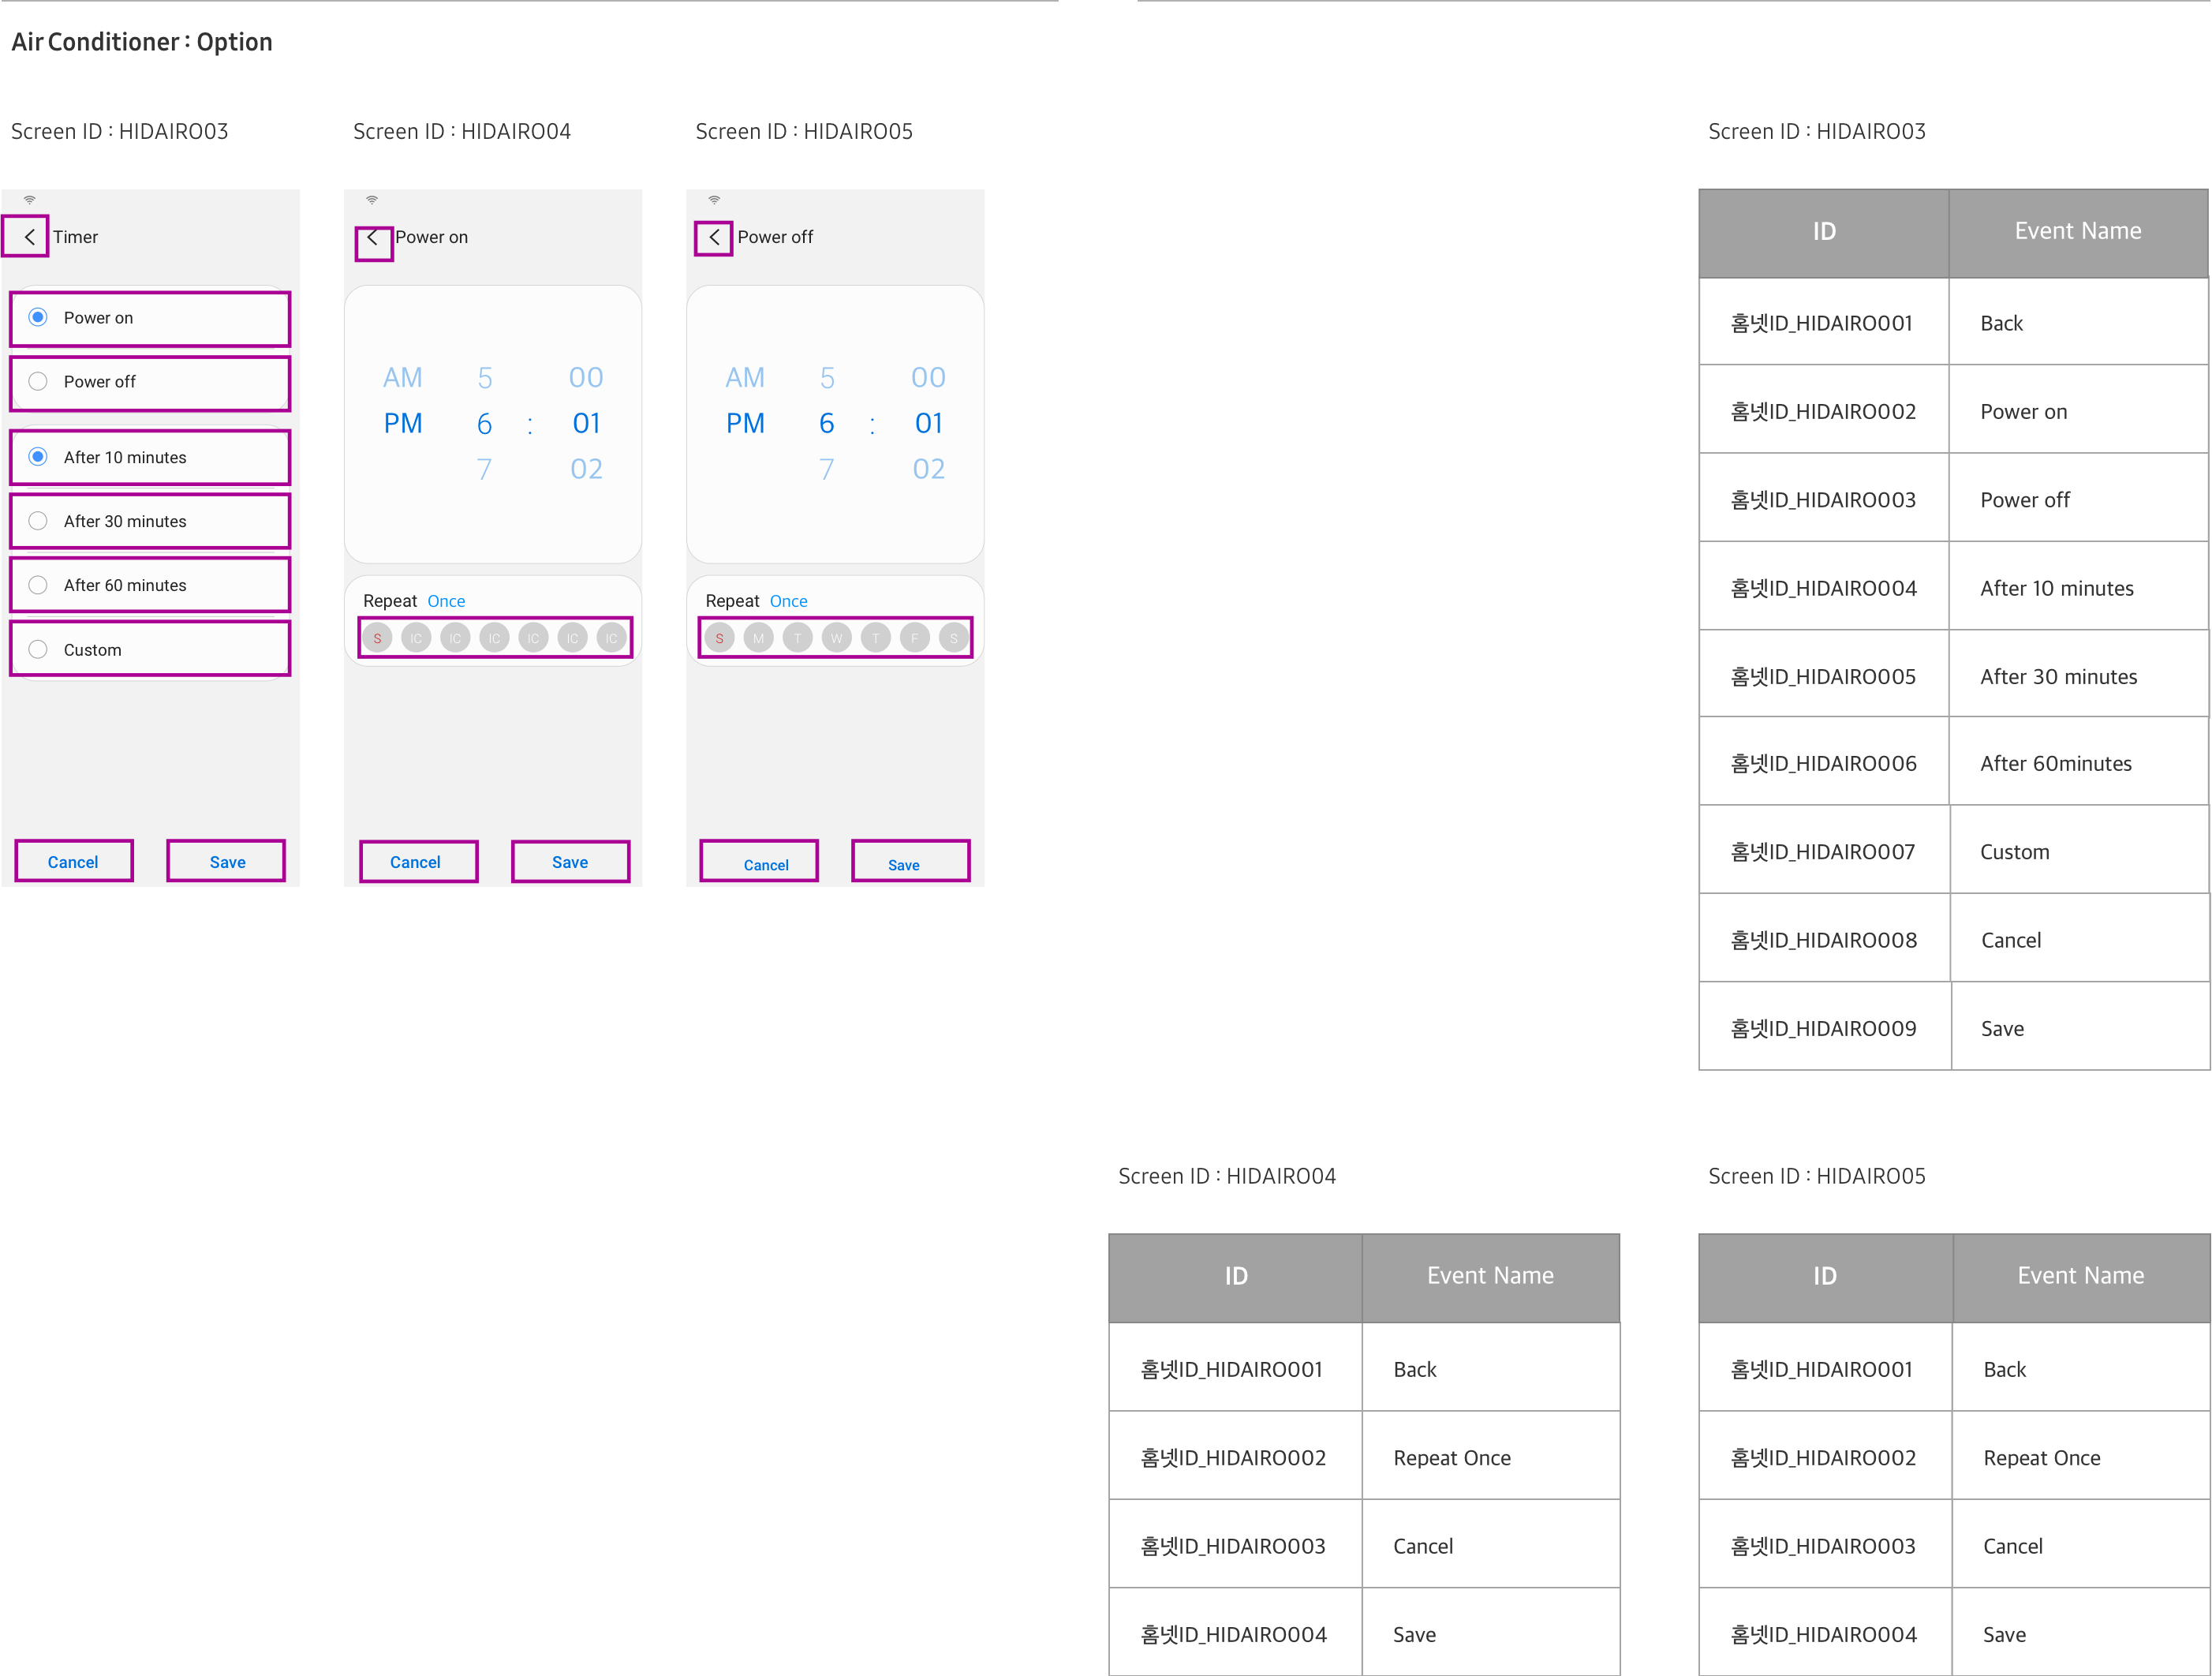 Air Conditioner : Option
Screen ID : HIDAIRO03
Timer
Power on
Power off
After 10 minutes
After 30 minutes
After 60 minutes
Custom
Cancel Save
Screen ID : HIDAIRO04
Power on
AM 5 00
PM 6 : 01
7 02
Repeat Once
S IC IC IC IC IC IC
Cancel Save
Screen ID : HIDAIRO05
Power off
AM 5 00
PM 6 : 01
7 02
Repeat Once
S M T W T F S
Cancel Save
Screen ID : HIDAIRO03
ID Event Name
홈넷ID_HIDAIRO001 Back
홈넷ID_HIDAIRO002 Power on
홈넷ID_HIDAIRO003 Power off
홈넷ID_HIDAIRO004 After 10 minutes
홈넷ID_HIDAIRO005 After 30 minutes
홈넷ID_HIDAIRO006 After 60minutes
홈넷ID_HIDAIRO007 Custom
홈넷ID_HIDAIRO008 Cancel
홈넷ID_HIDAIRO009 Save
Screen ID : HIDAIRO04
ID Event Name
홈넷ID_HIDAIRO001 Back
홈넷ID_HIDAIRO002 Repeat Once
홈넷ID_HIDAIRO003 Cancel
홈넷ID_HIDAIRO004 Save
Screen ID : HIDAIRO05
ID Event Name
홈넷ID_HIDAIRO001 Back
홈넷ID_HIDAIRO002 Repeat Once
홈넷ID_HIDAIRO003 Cancel
홈넷ID_HIDAIRO004 Save